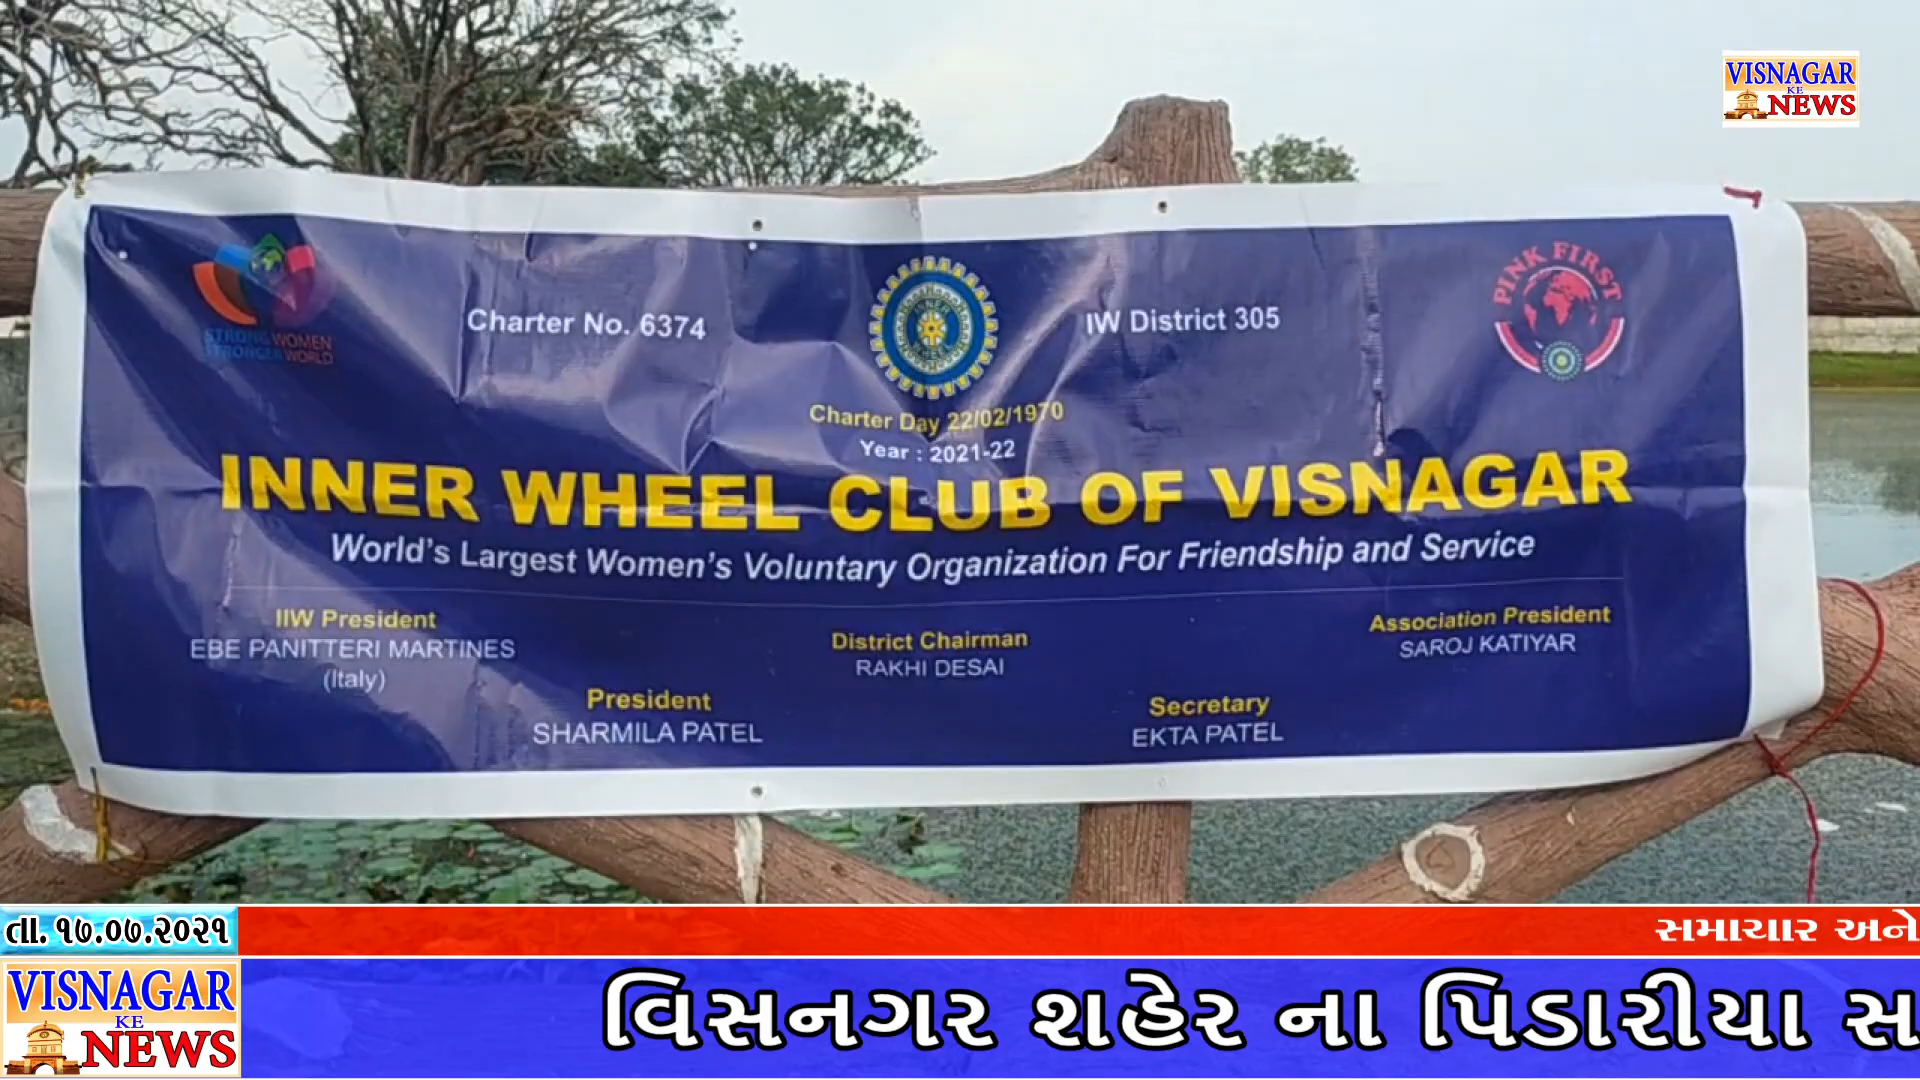 VISNAGAR
KE
NEWS
STRONG WOMEN
STRONGER WORLD
Charter No. 6374
INNER
WHEEL
IW District 305
PINK FIRST
Charter Day 22/02/1970
Year : 2021-22
INNER WHEEL CLUB OF VISNAGAR
World's Largest Women's Voluntary Organization For Friendship and Service
IIW President
EBE PANITTERI MARTINES
(Italy)
District Chairman
RAKHI DESAI
Association President
SAROJ KATIYAR
President
SHARMILA PATEL
Secretary
EKTA PATEL
તા. ૧૭.૦૭.૨૦૨૧
સમાચાર અને
VISNAGAR
KE
NEWS
વિસનગર શહેર ના પિંડારીયા સ